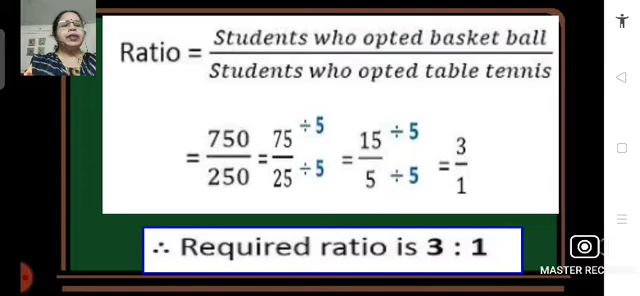 Ratio = Students who opted basket ball / Students who opted table tennis
= 750/250 = 75 ÷ 5/25 ÷ 5 = 15 ÷ 5/5 ÷ 5 = 3/1
∴ Required ratio is 3 : 1
MASTER REC